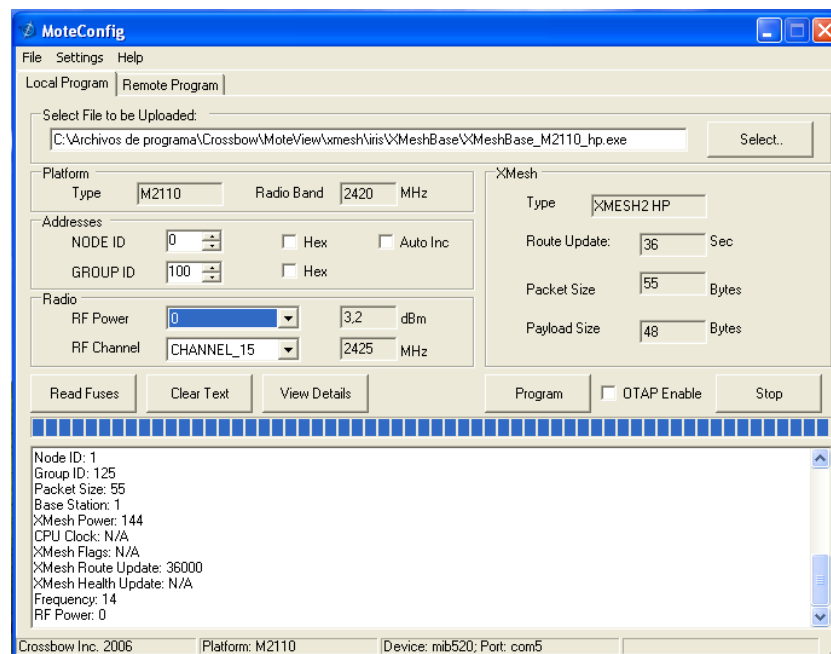 MoteConfig
File Settings Help
Local Program Remote Program
Select File to be Uploaded:
C:\Archivos de programa\Crossbow\MoteView\xmesh\iris\XMeshBase\XMeshBase_M2110_hp.exe Select..
Platform
Type M2110 Radio Band 2420 MHz
Addresses
NODE ID 0 Hex Auto Inc
GROUP ID 100 Hex
Radio
RF Power 0 3,2 dBm
RF Channel CHANNEL_15 2425 MHz
XMesh
Type XMESH2 HP
Route Update: 36 Sec
Packet Size 55 Bytes
Payload Size 48 Bytes
Read Fuses Clear Text View Details Program OTAP Enable Stop
Node ID: 1
Group ID: 125
Packet Size: 55
Base Station: 1
XMesh Power: 144
CPU Clock: N/A
XMesh Flags: N/A
XMesh Route Update: 36000
XMesh Health Update: N/A
Frequency: 14
RF Power: 0
Crossbow Inc. 2006 Platform: M2110 Device: mib520; Port: com5